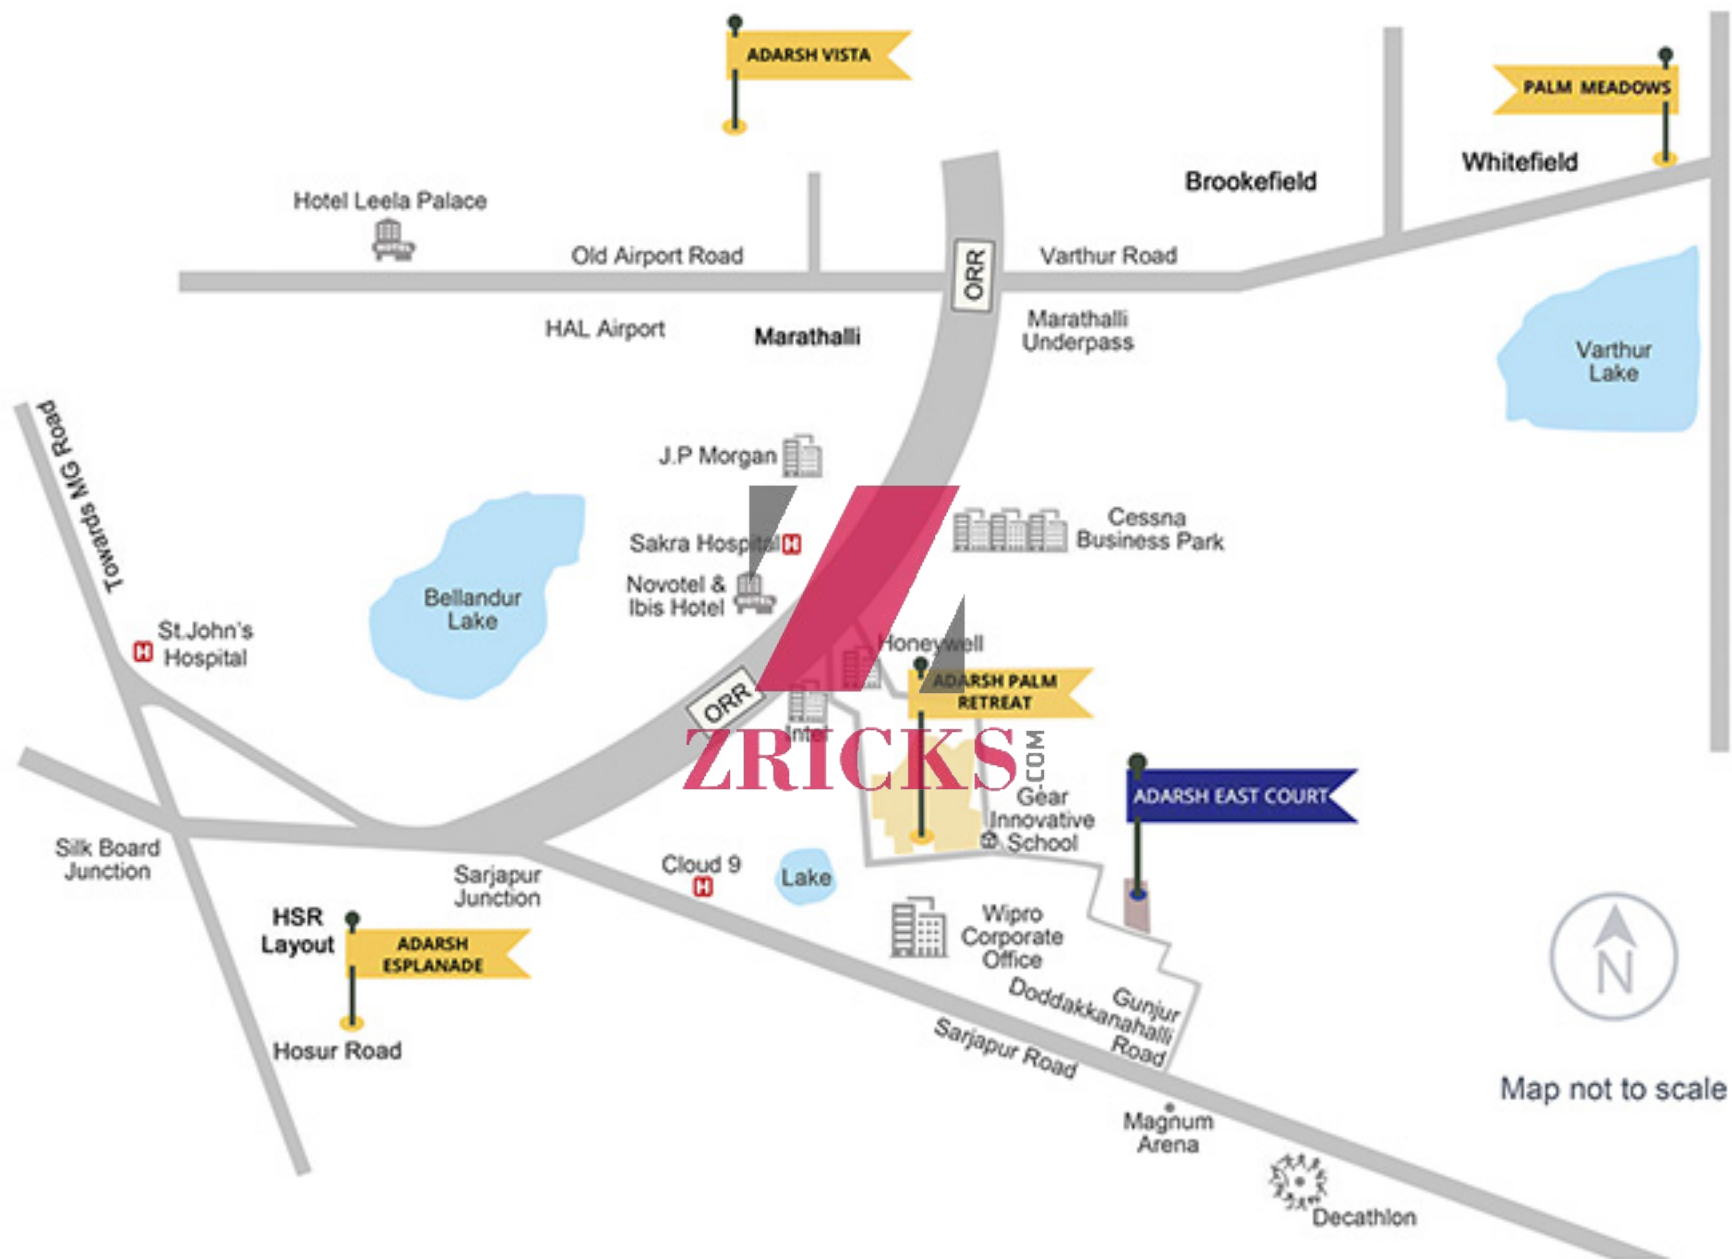 ADARSH VISTA
PALM MEADOWS
Whitefield
Brookefield
Hotel Leela Palace
HOTEL
Old Airport Road
ORR
Varthur Road
HAL Airport
Marathalli
Marathalli
Underpass
Varthur
Lake
Towards MG Road
J.P Morgan
Cessna
Business Park
Sakra Hospital
H
Novotel &
Ibis Hotel
HOTEL
Bellandur
Lake
St.John's
Hospital
H
Honeywell
ADARSH PALM
RETREAT
ORR
Intel
ZRICKS
.COM
ADARSH EAST COURT
Gear
Innovative
School
Silk Board
Junction
Sarjapur
Junction
Cloud 9
H
Lake
HSR
Layout
ADARSH
ESPLANADE
Wipro
Corporate
Office
Gunjur
Doddakkanahalli
Road
N
Hosur Road
Sarjapur Road
Map not to scale
Magnum
Arena
Decathlon